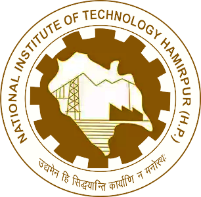 NATIONAL INSTITUTE OF TECHNOLOGY HAMIRPUR (H.P.)
उद्यमेन हि सिद्ध्यन्ति कार्याणि न मनोरथैः